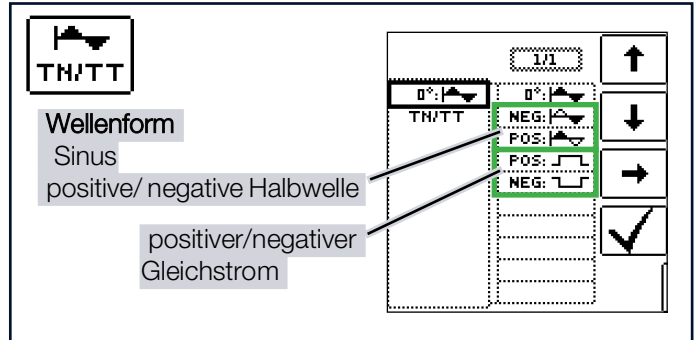 TN/TT
Wellenform
Sinus
positive/ negative Halbwelle
positiver/negativer
Gleichstrom
1/1
0°:
TN/TT
0°:
NEG:
POS:
POS:
NEG: